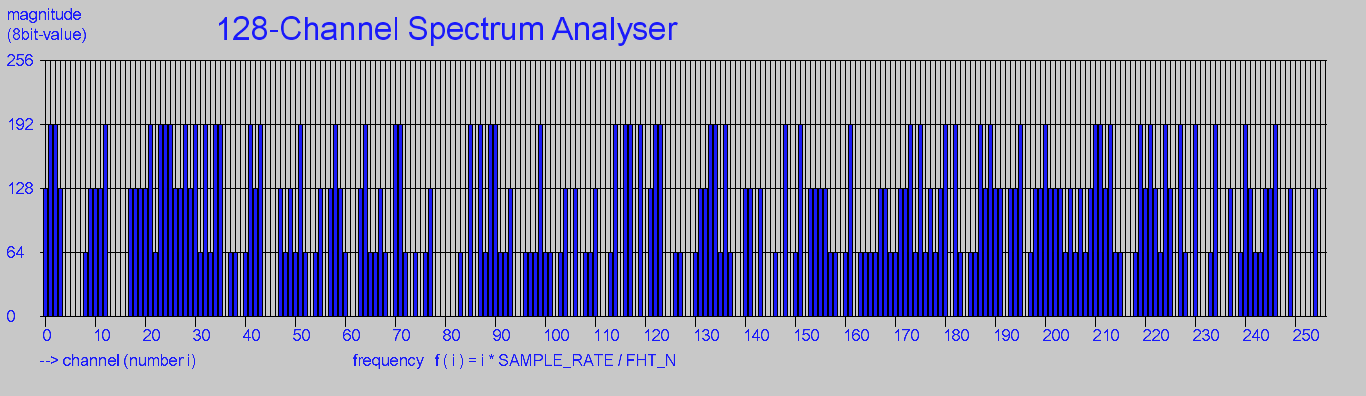 magnitude
(8bit-value)
128-Channel Spectrum Analyser
256
192
128
64
0
0 10 20 30 40 50 60 70 80 90 100 110 120 130 140 150 160 170 180 190 200 210 220 230 240 250
--> channel (number i)
frequency f ( i ) = i * SAMPLE_RATE / FHT_N